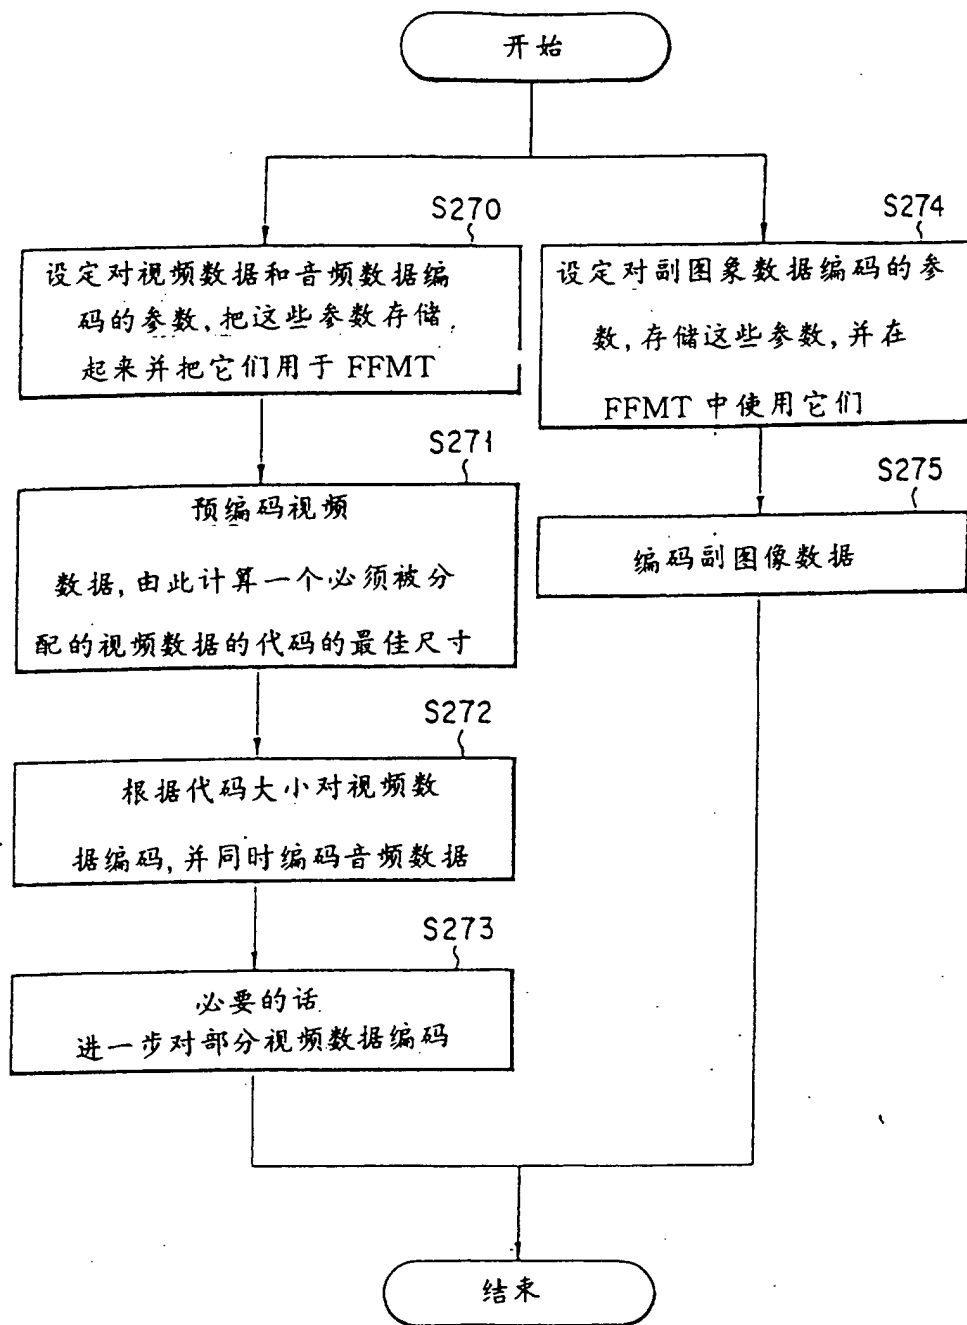 开始
S270
设定对视频数据和音频数据编
码的参数,把这些参数存储
起来并把它们用于 FFMT
S271
预编码视频
数据,由此计算一个必须被分
配的视频数据的代码的最佳尺寸
S272
根据代码大小对视频数
据编码,并同时编码音频数据
S273
必要的话
进一步对部分视频数据编码
S274
设定对副图象数据编码的参
数,存储这些参数,并在
FFMT 中使用它们
S275
编码副图像数据
结束